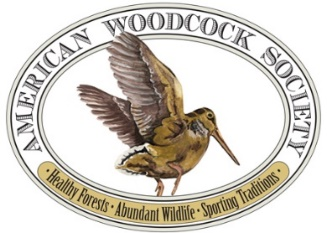 AMERICAN WOODCOCK SOCIETY
· Healthy Forests · Abundant Wildlife · Sporting Traditions ·